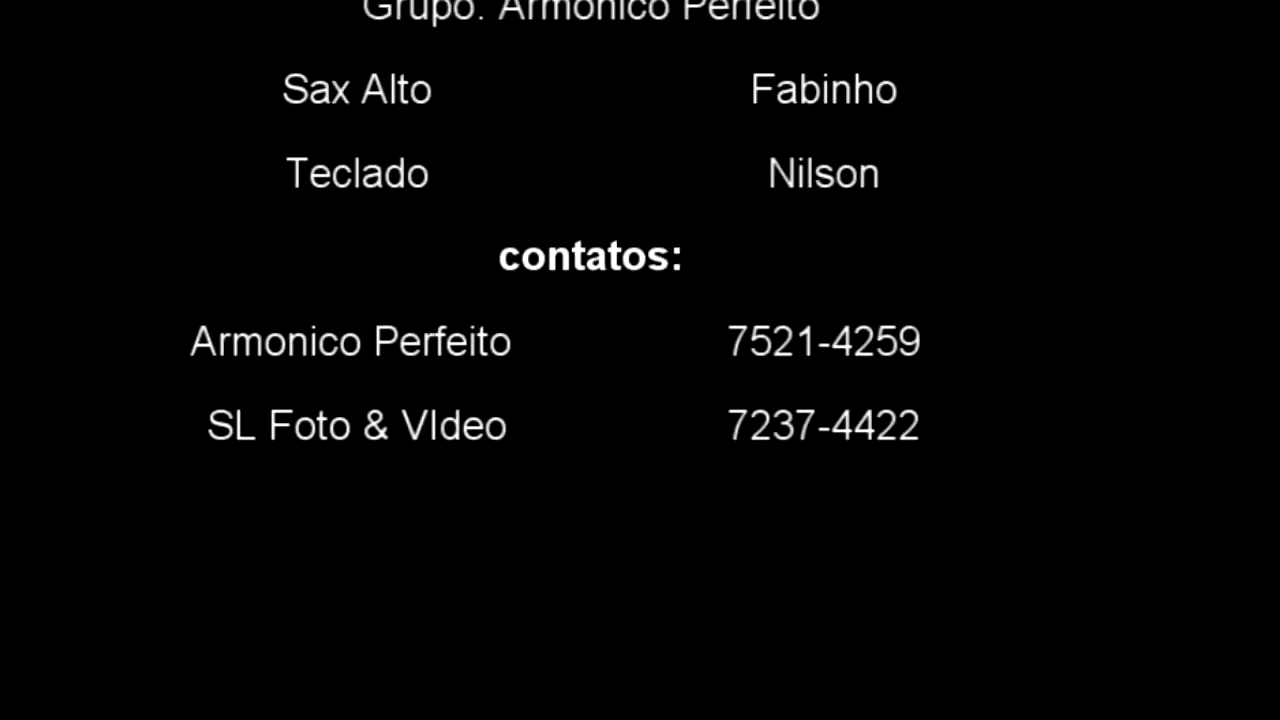 Grupo: Armonico Perfeito
Sax Alto Fabinho
Teclado Nilson
contatos:
Armonico Perfeito 7521-4259
SL Foto & VIdeo 7237-4422